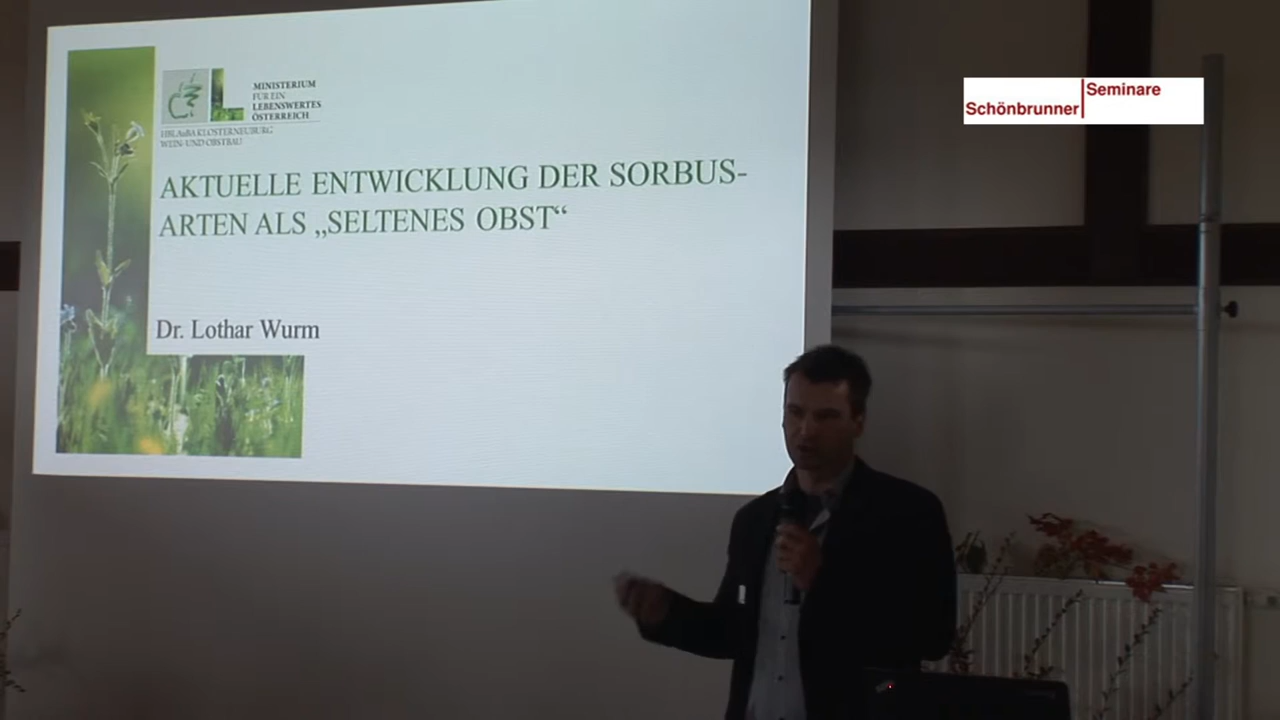 MINISTERIUM
FÜR EIN
LEBENSWERTES
ÖSTERREICH
HBLAuBA KLOSTERNEUBURG
WEIN- UND OBSTBAU
AKTUELLE ENTWICKLUNG DER SORBUS-
ARTEN ALS „SELTENES OBST“
Dr. Lothar Wurm
Seminare
Schönbrunner